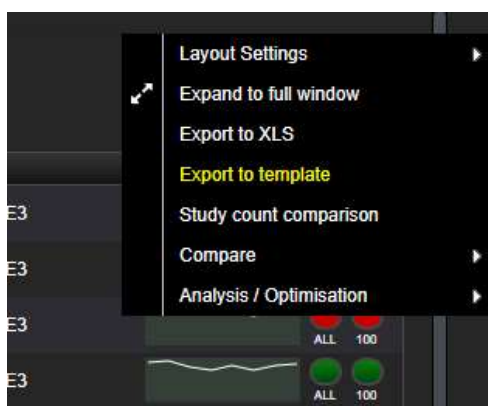 Layout Settings
Expand to full window
Export to XLS
Export to template
Study count comparison
Compare
Analysis / Optimisation
E3
E3
E3
ALL 100
E3
ALL 100